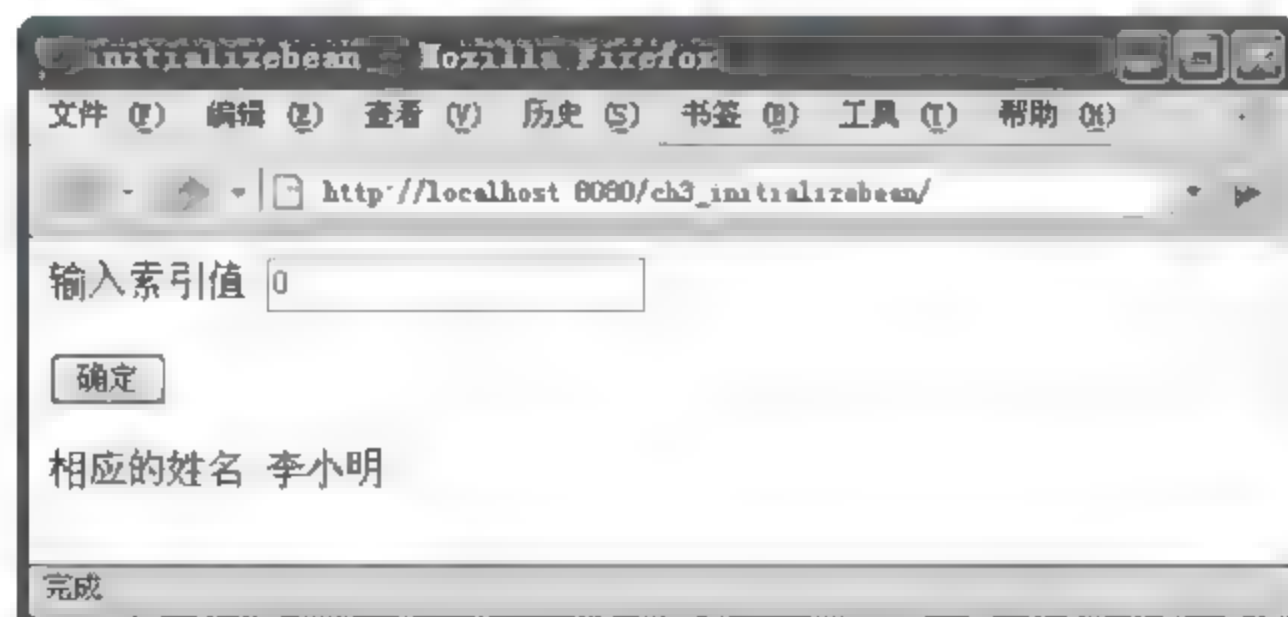 initializebean - Mozilla Firefox
文件 (F) 编辑 (E) 查看 (V) 历史 (S) 书签 (B) 工具 (T) 帮助 (H)
http://localhost 8080/ch3_initializebean/
输入索引值 0
确定
相应的姓名 李小明
完成